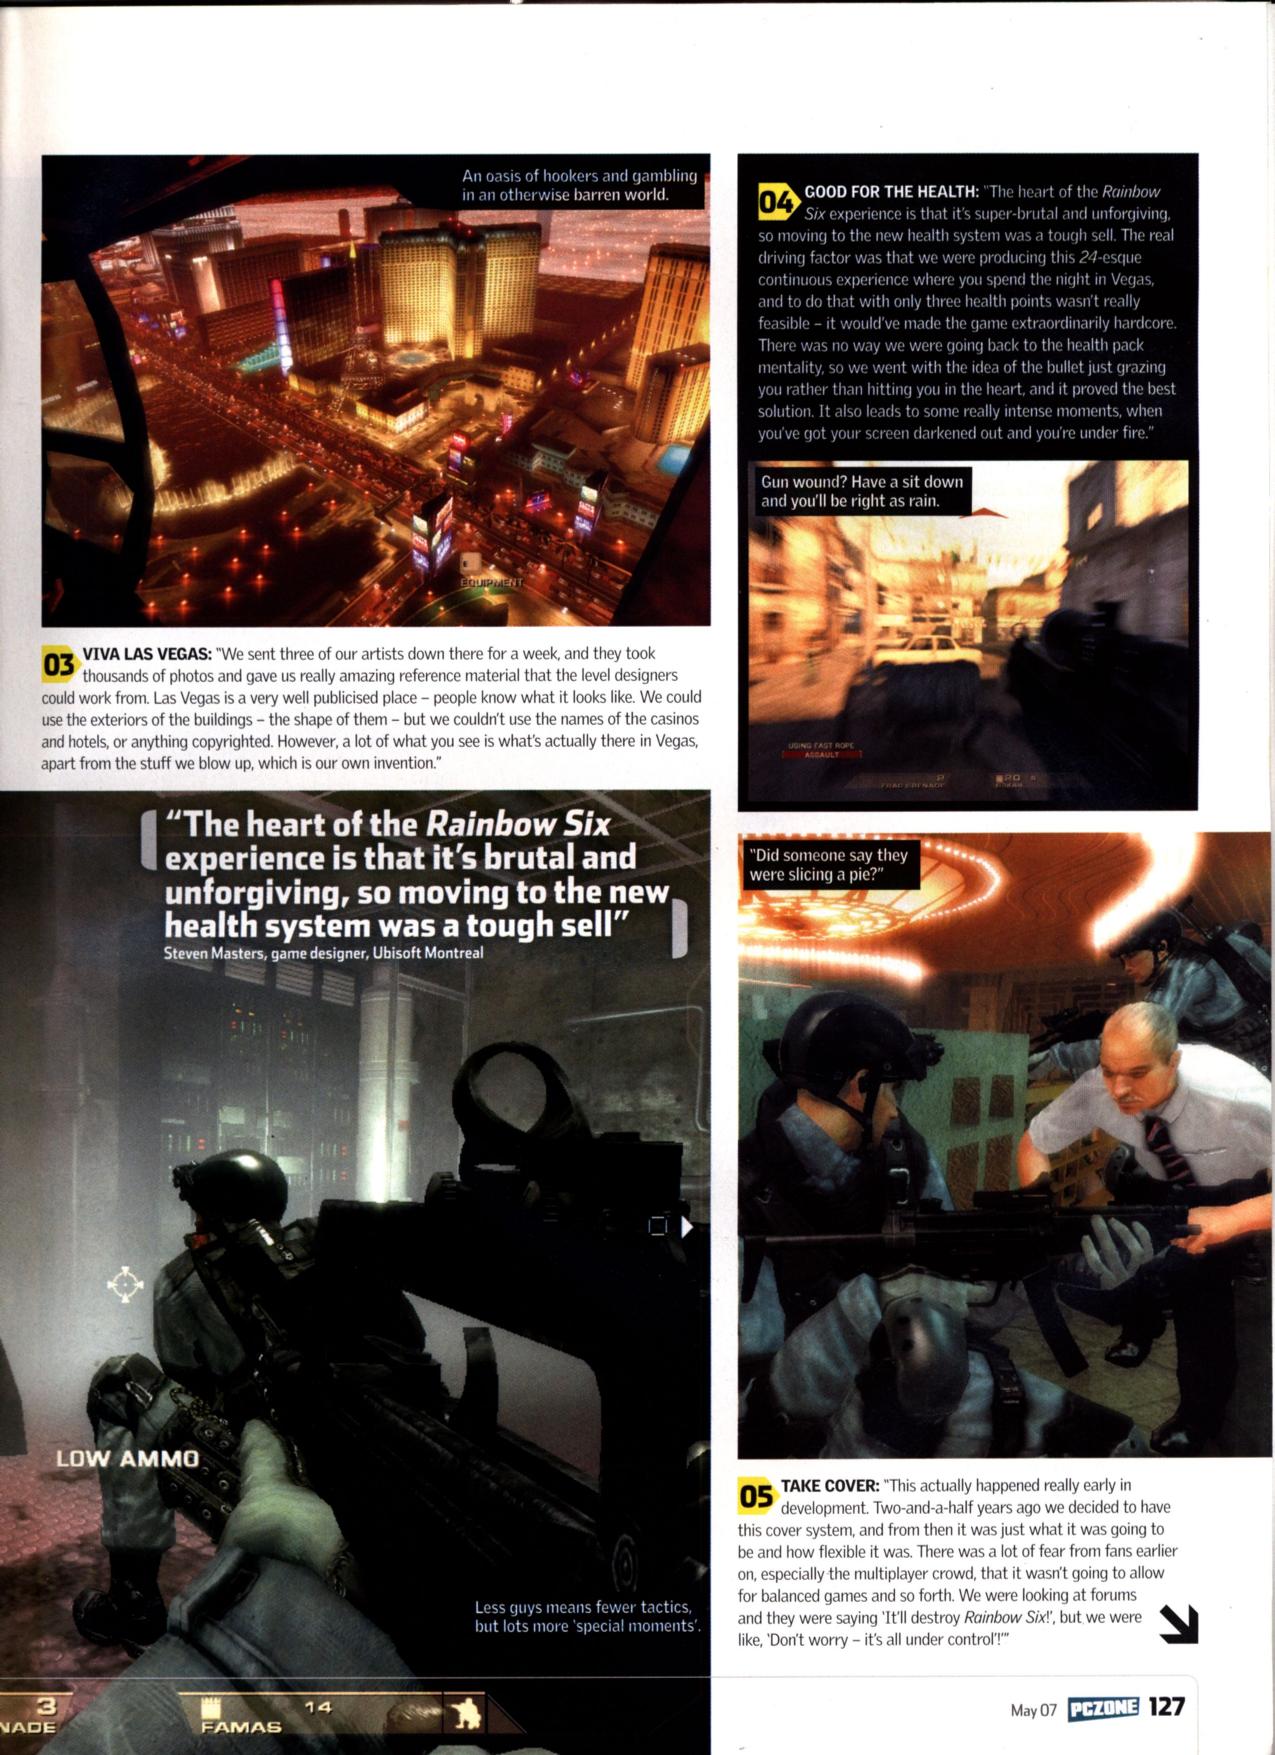 An oasis of hookers and gambling
in an otherwise barren world.
EQUIPMENT
03 VIVA LAS VEGAS: "We sent three of our artists down there for a week, and they took
thousands of photos and gave us really amazing reference material that the level designers
could work from. Las Vegas is a very well publicised place – people know what it looks like. We could
use the exteriors of the buildings – the shape of them – but we couldn't use the names of the casinos
and hotels, or anything copyrighted. However, a lot of what you see is what's actually there in Vegas,
apart from the stuff we blow up, which is our own invention."
"The heart of the Rainbow Six
experience is that it's brutal and
unforgiving, so moving to the new
health system was a tough sell"
Steven Masters, game designer, Ubisoft Montreal
LOW AMMO
Less guys means fewer tactics,
but lots more 'special moments'.
3
NADE
14
FAMAS
04 GOOD FOR THE HEALTH: "The heart of the Rainbow
Six experience is that it's super-brutal and unforgiving,
so moving to the new health system was a tough sell. The real
driving factor was that we were producing this 24-esque
continuous experience where you spend the night in Vegas,
and to do that with only three health points wasn't really
feasible – it would've made the game extraordinarily hardcore.
There was no way we were going back to the health pack
mentality, so we went with the idea of the bullet just grazing
you rather than hitting you in the heart, and it proved the best
solution. It also leads to some really intense moments, when
you've got your screen darkened out and you're under fire."
Gun wound? Have a sit down
and you'll be right as rain.
USING FAST ROPE
ASSAULT
2
FRAG GRENADE
20
"Did someone say they
were slicing a pie?"
05 TAKE COVER: "This actually happened really early in
development. Two-and-a-half years ago we decided to have
this cover system, and from then it was just what it was going to
be and how flexible it was. There was a lot of fear from fans earlier
on, especially the multiplayer crowd, that it wasn't going to allow
for balanced games and so forth. We were looking at forums
and they were saying 'It'll destroy Rainbow Six!', but we were
like, 'Don't worry – it's all under control'!'"
May 07 PCZONE 127